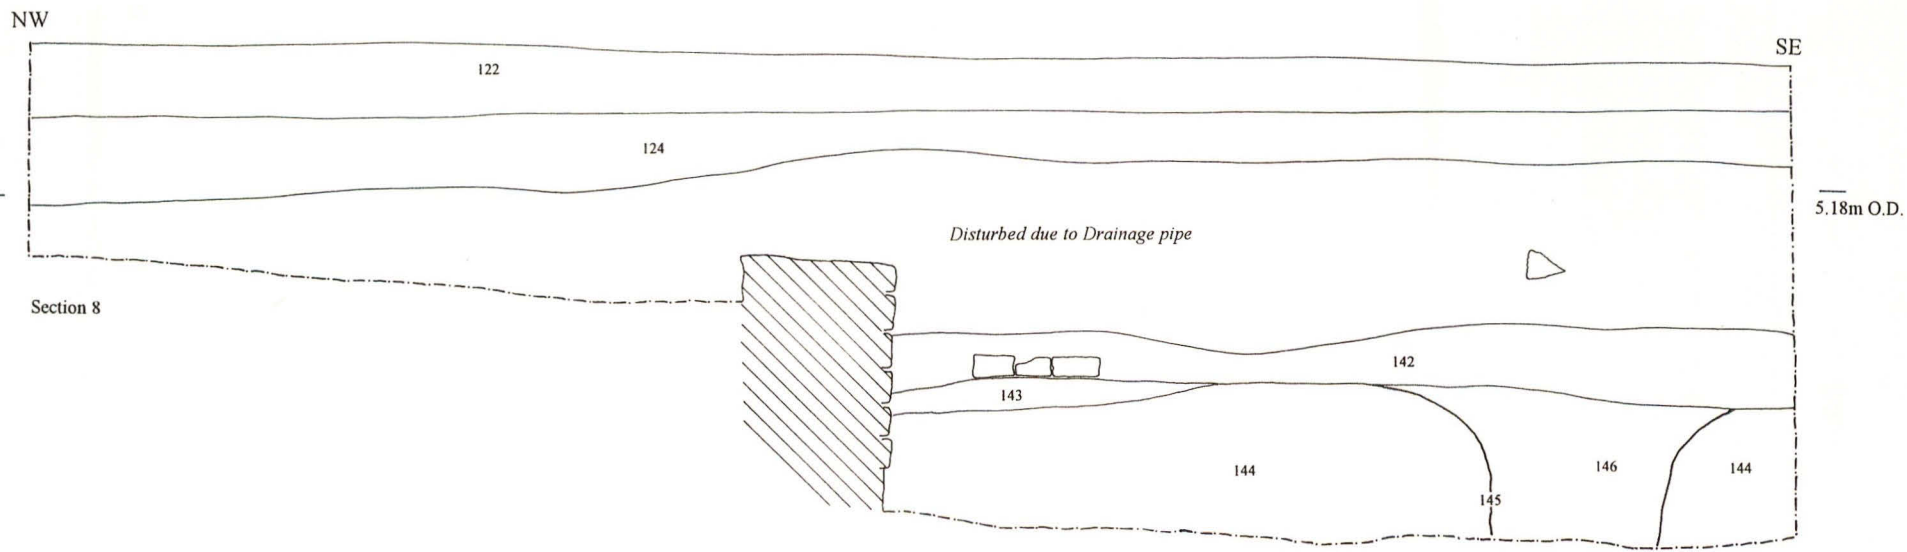 NW
SE
122
124
5.18m O.D.
Disturbed due to Drainage pipe
Section 8
142
143
144
146
144
145